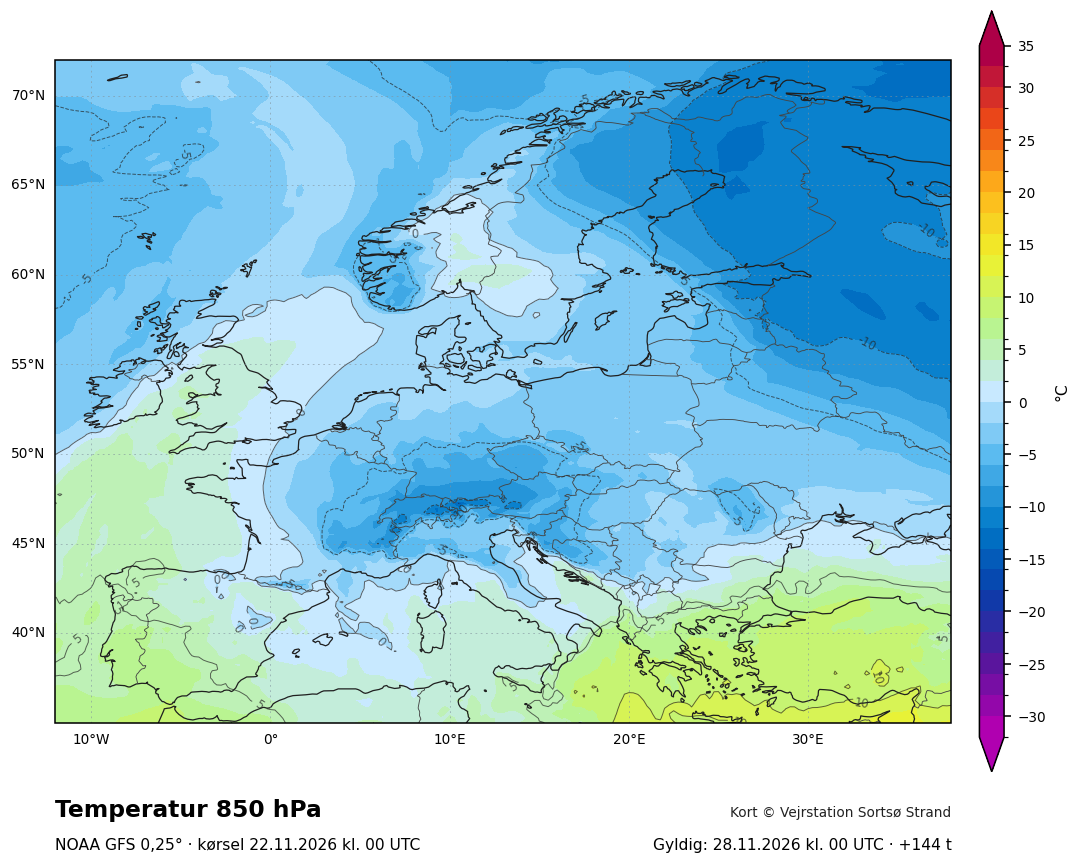 35
30
25
20
15
10
5
0
−5
−10
−15
−20
−25
−30
°C
70°N
65°N
60°N
55°N
50°N
45°N
40°N
10°W
0°
10°E
20°E
30°E
Temperatur 850 hPa
Kort © Vejrstation Sortsø Strand
NOAA GFS 0,25° · kørsel 22.11.2026 kl. 00 UTC
Gyldig: 28.11.2026 kl. 00 UTC · +144 t